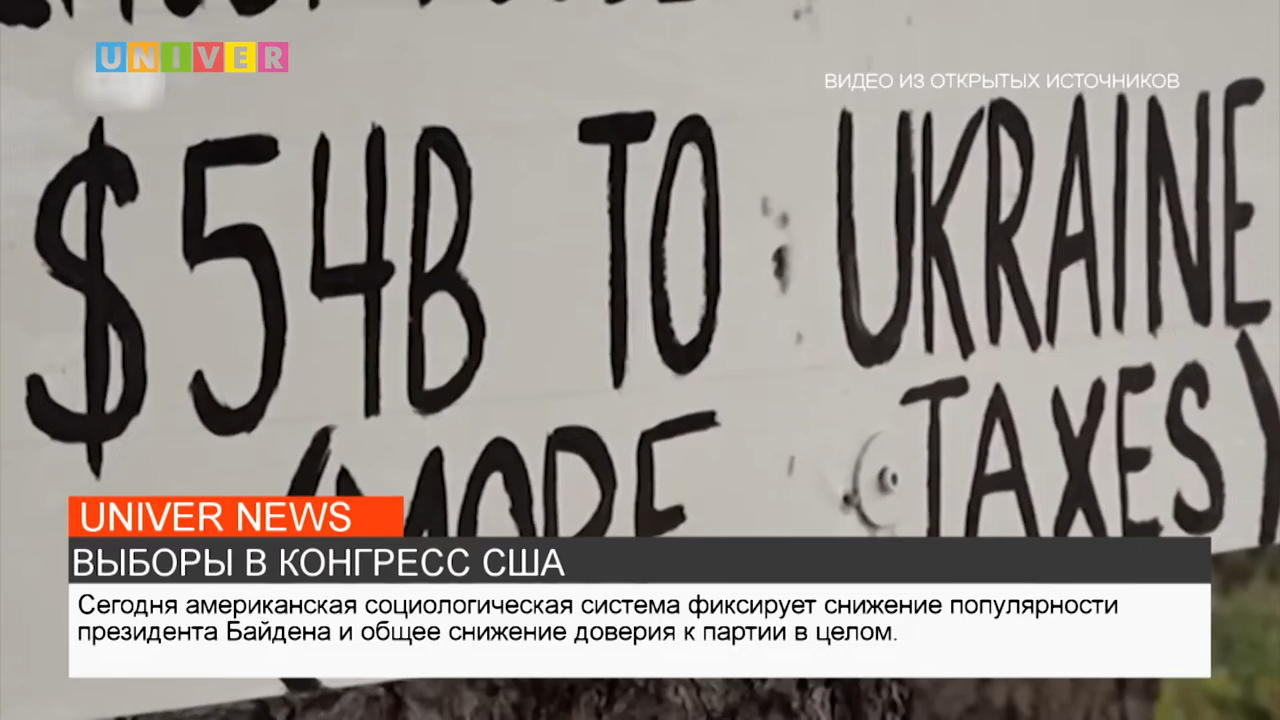 UNIVER
ВИДЕО ИЗ ОТКРЫТЫХ ИСТОЧНИКОВ
$54B TO UKRAINE
(MORE TAXES)
UNIVER NEWS
ВЫБОРЫ В КОНГРЕСС США
Сегодня американская социологическая система фиксирует снижение популярности
президента Байдена и общее снижение доверия к партии в целом.